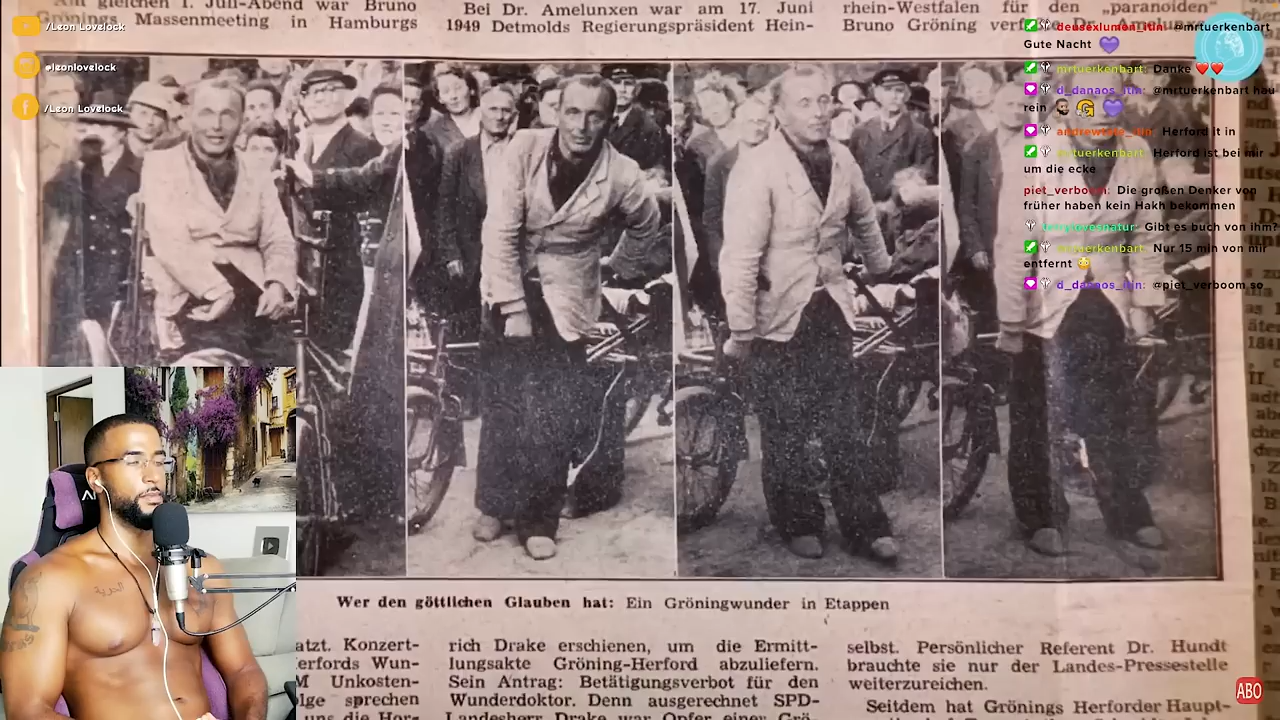 am gleichen 1. Juli-Abend war Bruno
Massenmeeting in Hamburgs
Bei Dr. Amelunxen war am 17. Juni
1949 Detmolds Regierungspräsident Hein-
rhein-Westfalen für den „paranoiden"
Bruno Gröning
/Leon Lovelock
•leonlovelock
/Leon Lovelock
deusexlumen_itin: @mrtuerkenbart
Gute Nacht
mrtuerkenbart: Danke
d_danaos_itin: @mrtuerkenbart hau
rein
Herford it in
mrtuerkenbart: Herford ist bei mir
um die ecke
piet_verboom: Die großen Denker von
früher haben kein Hakh bekommen
Gibt es buch von ihm?
mrtuerkenbart: Nur 15 min von mir
entfernt
d_danaos_itin: @piet_verboom so
Wer den göttlichen Glauben hat: Ein Gröningwunder in Etappen
atzt. Konzert-
erfords Wun-
M Unkosten-
lge sprechen
uns die Hor-
rich Drake erschienen, um die Ermitt-
lungsakte Gröning-Herford abzuliefern.
Sein Antrag: Betätigungsverbot für den
Wunderdoktor. Denn ausgerechnet SPD-
Landesherr Drake war Opfer einer Grö-
selbst. Persönlicher Referent Dr. Hundt
brauchte sie nur der Landes-Pressestelle
weiterzureichen.
Seitdem hat Grönings Herforder Haupt-
ABO